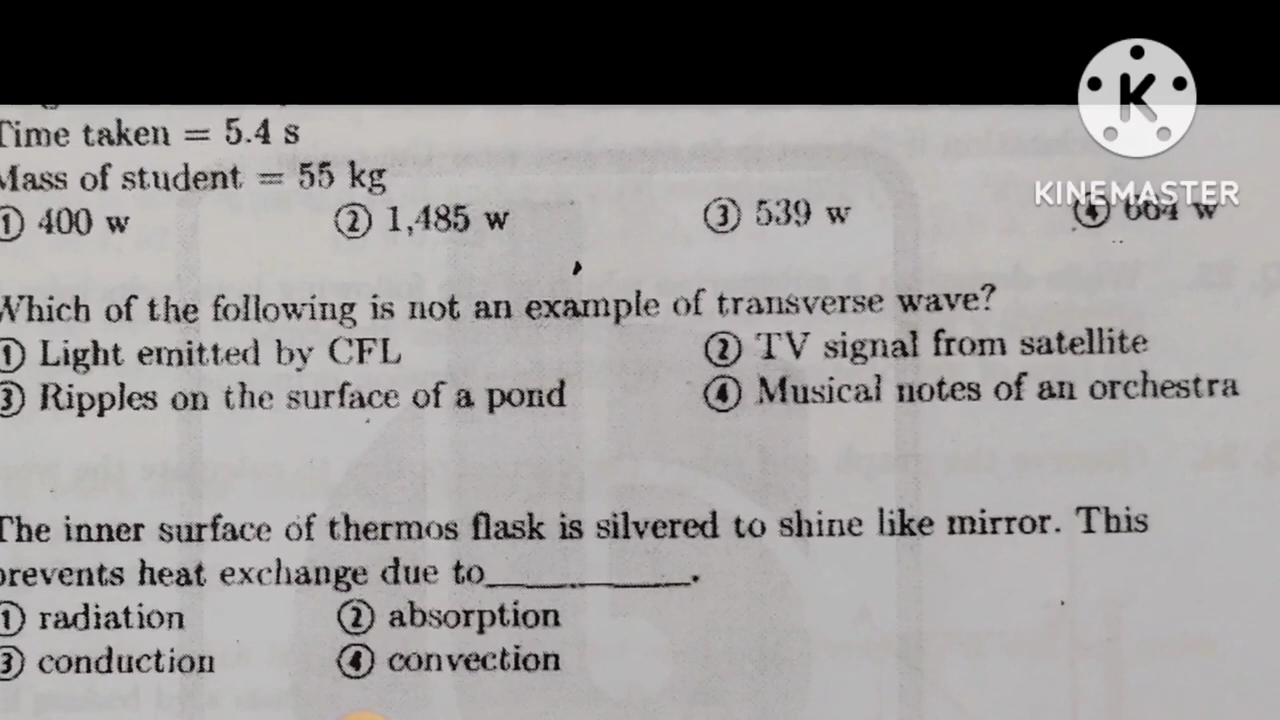 Time taken = 5.4 s
Mass of student = 55 kg
① 400 w ② 1,485 w ③ 539 w ④ 664 w
KINEMASTER
Which of the following is not an example of transverse wave?
① Light emitted by CFL ② TV signal from satellite
③ Ripples on the surface of a pond ④ Musical notes of an orchestra
The inner surface of thermos flask is silvered to shine like mirror. This
prevents heat exchange due to__________.
① radiation ② absorption
③ conduction ④ convection